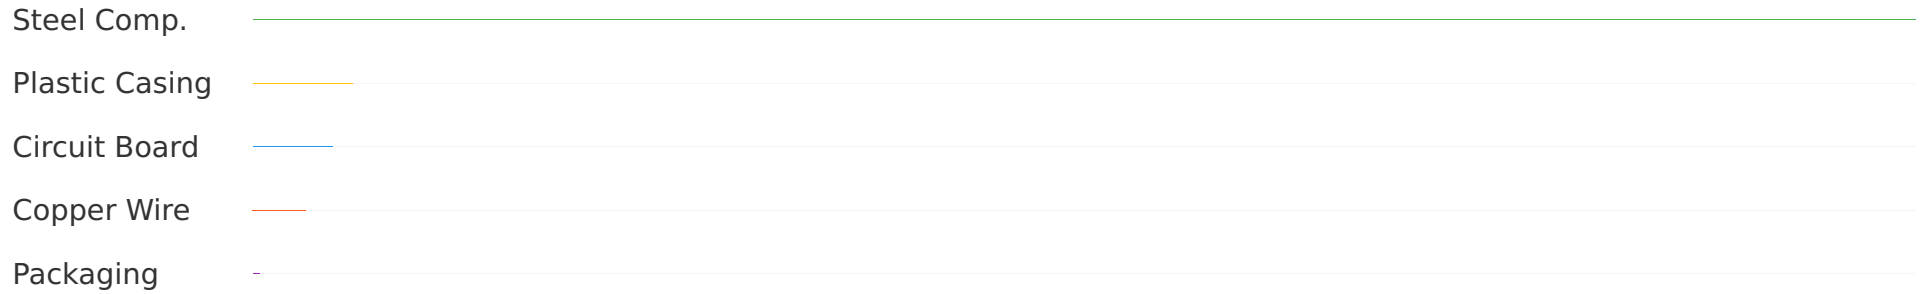 Steel Comp.
Plastic Casing
Circuit Board
Copper Wire
Packaging